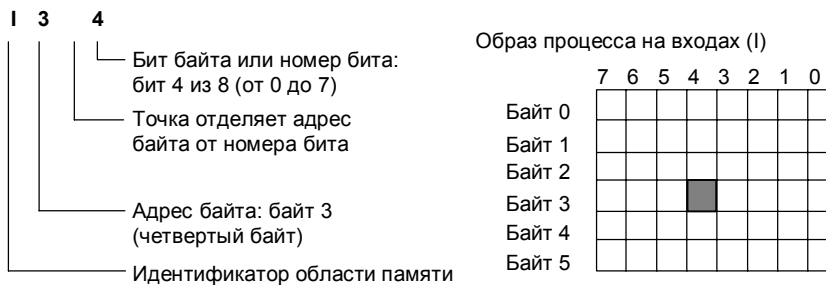 I 3 4
Бит байта или номер бита:
бит 4 из 8 (от 0 до 7)
Точка отделяет адрес
байта от номера бита
Адрес байта: байт 3
(четвертый байт)
Идентификатор области памяти
Образ процесса на входах (I)
7 6 5 4 3 2 1 0
Байт 0
Байт 1
Байт 2
Байт 3
Байт 4
Байт 5